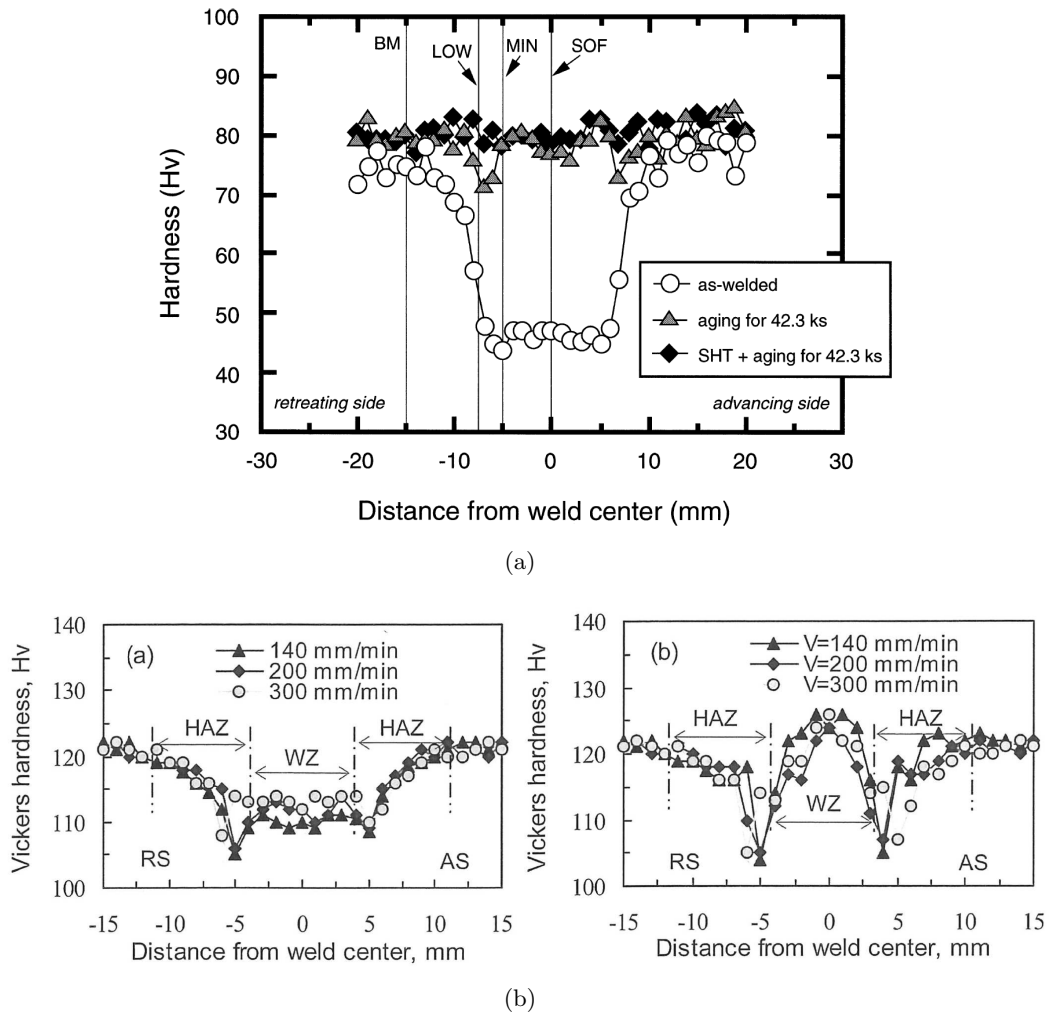 100
90
80
70
60
50
40
30
Hardness (Hv)
BM
LOW
MIN
SOF
as-welded
aging for 42.3 ks
SHT + aging for 42.3 ks
retreating side
advancing side
-30 -20 -10 0 10 20 30
Distance from weld center (mm)
(a)
140
130
120
110
100
Vickers hardness, Hv
(a)
140 mm/min
200 mm/min
300 mm/min
HAZ
WZ
HAZ
RS
AS
-15 -10 -5 0 5 10 15
Distance from weld center, mm
140
130
120
110
100
Vickers hardness, Hv
(b)
V=140 mm/min
V=200 mm/min
V=300 mm/min
HAZ
HAZ
WZ
RS
AS
-15 -10 -5 0 5 10 15
Distance from weld center, mm
(b)